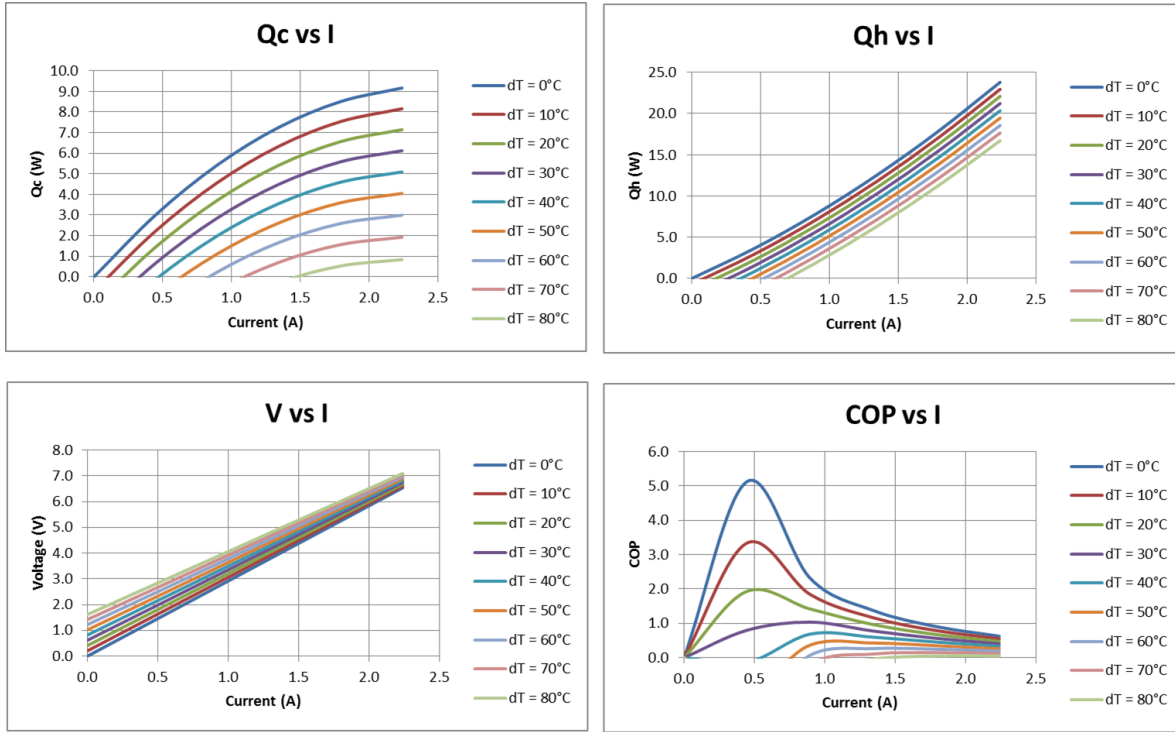 Qc vs I
Qc (W)
10.0
9.0
8.0
7.0
6.0
5.0
4.0
3.0
2.0
1.0
0.0
0.0 0.5 1.0 1.5 2.0 2.5
Current (A)
dT = 0°C
dT = 10°C
dT = 20°C
dT = 30°C
dT = 40°C
dT = 50°C
dT = 60°C
dT = 70°C
dT = 80°C
Qh vs I
Qh (W)
25.0
20.0
15.0
10.0
5.0
0.0
0.0 0.5 1.0 1.5 2.0 2.5
Current (A)
dT = 0°C
dT = 10°C
dT = 20°C
dT = 30°C
dT = 40°C
dT = 50°C
dT = 60°C
dT = 70°C
dT = 80°C
V vs I
Voltage (V)
8.0
7.0
6.0
5.0
4.0
3.0
2.0
1.0
0.0
0.0 0.5 1.0 1.5 2.0 2.5
Current (A)
dT = 0°C
dT = 10°C
dT = 20°C
dT = 30°C
dT = 40°C
dT = 50°C
dT = 60°C
dT = 70°C
dT = 80°C
COP vs I
COP
6.0
5.0
4.0
3.0
2.0
1.0
0.0
0.0 0.5 1.0 1.5 2.0 2.5
Current (A)
dT = 0°C
dT = 10°C
dT = 20°C
dT = 30°C
dT = 40°C
dT = 50°C
dT = 60°C
dT = 70°C
dT = 80°C